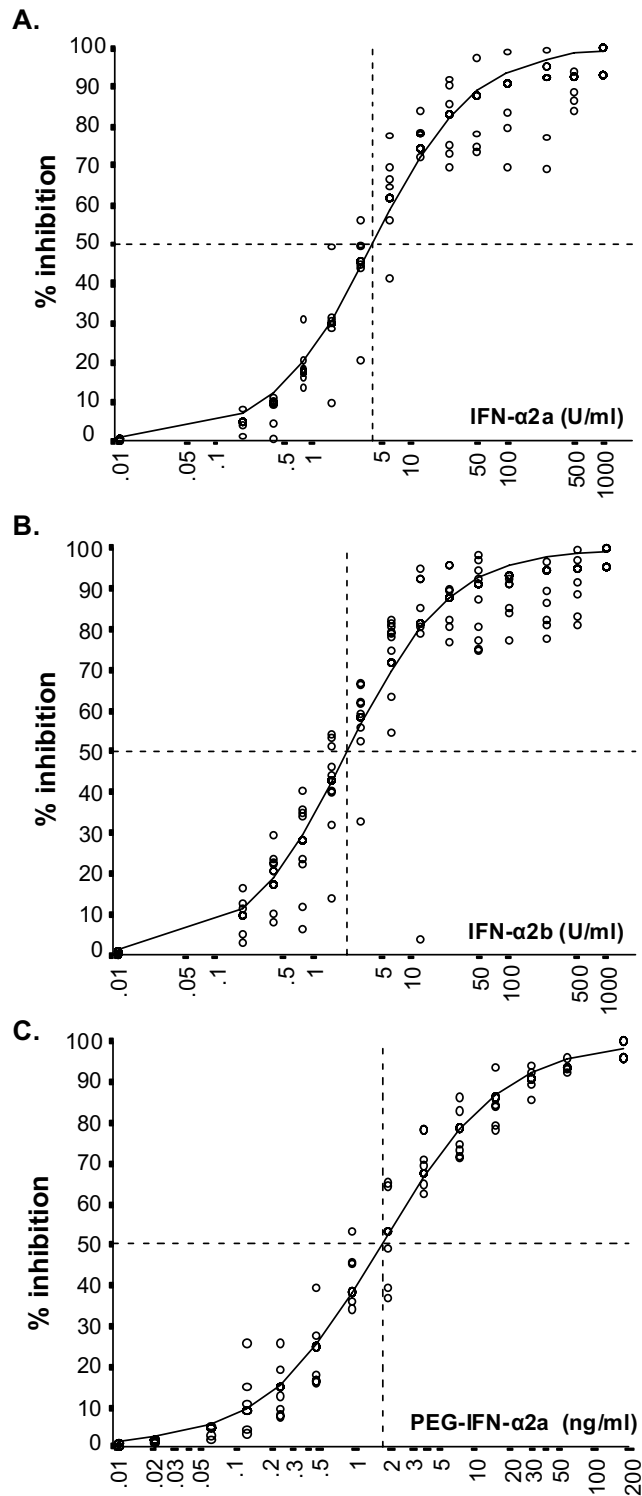 A.
100
90
80
70
60
50
40
30
20
10
0
% inhibition
IFN-α2a (U/ml)
.01 .05 .1 .5 1 5 10 50 100 500 1000
B.
100
90
80
70
60
50
40
30
20
10
0
% inhibition
IFN-α2b (U/ml)
.01 .05 .1 .5 1 5 10 50 100 500 1000
C.
100
90
80
70
60
50
40
30
20
10
0
% inhibition
PEG-IFN-α2a (ng/ml)
.01 .02 .03 .05 .1 .2 .3 .5 1 2 3 5 10 20 30 50 100 200